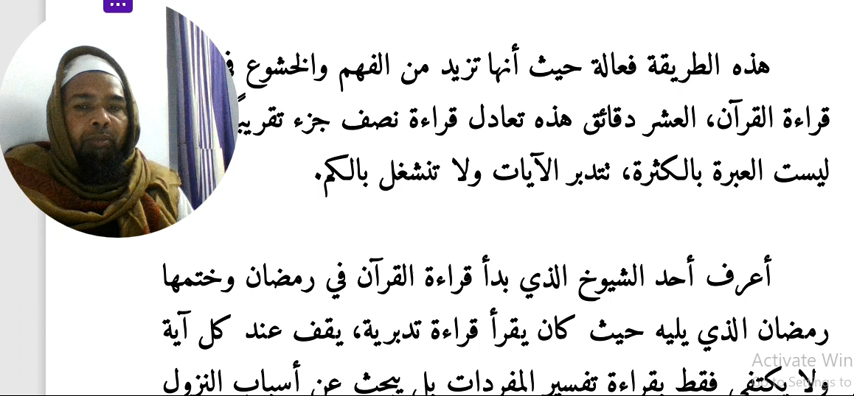 هذه الطريقة فعالة حيث أنها تزيد من الفهم والخشوع
قراءة القرآن، العشر دقائق هذه تعادل قراءة نصف جزء
ليست العبرة بالكثرة، نتدبر الآيات ولا تنشغل بالكم.
أعرف أحد الشيوخ الذي بدأ قراءة القرآن في رمضان وختمها
رمضان الذي يليه حيث كان يقرأ قراءة تدبرية، يقف عند كل آية
Activate Win
ولا يكتفي فقط بقراءة تفسير المفردات بل يبحث عن أسباب النزول
Settings to